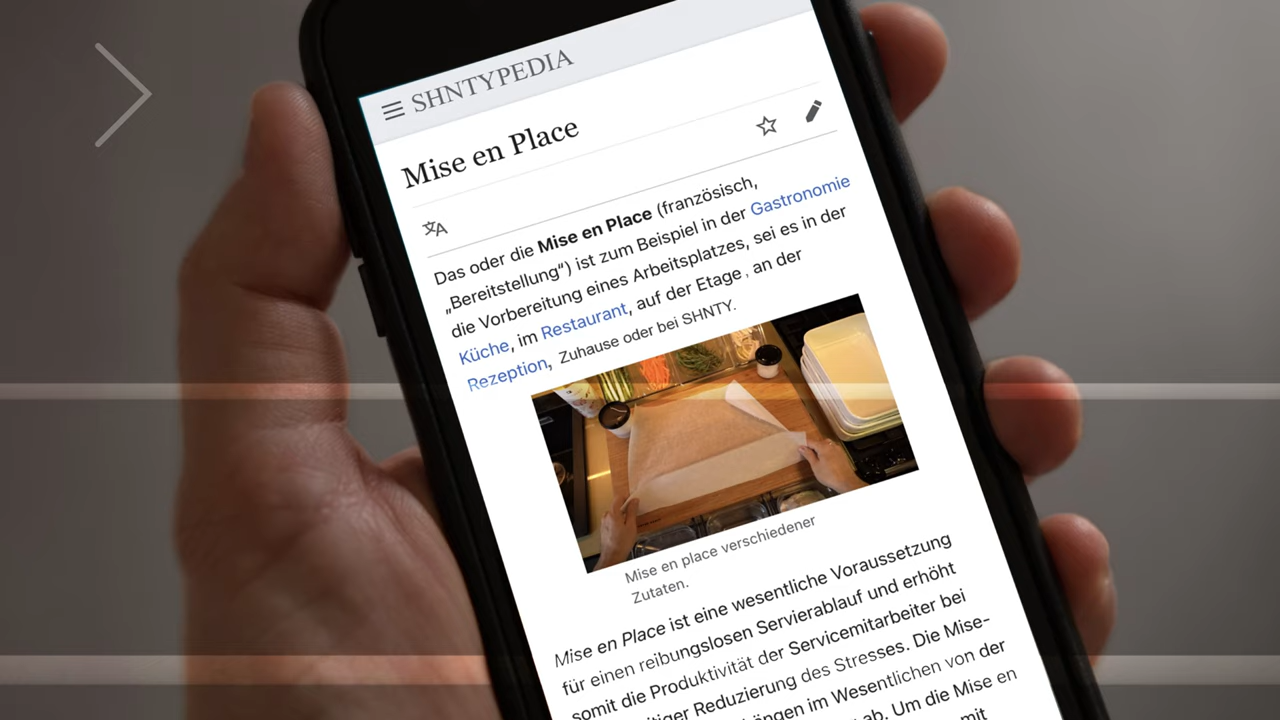 SHNTYPEDIA
Mise en Place
Das oder die Mise en Place (französisch,
„Bereitstellung“) ist zum Beispiel in der Gastronomie
die Vorbereitung eines Arbeitsplatzes, sei es in der
Küche, im Restaurant, auf der Etage , an der
Rezeption, Zuhause oder bei SHNTY.
Mise en place verschiedener
Zutaten.
Mise en Place ist eine wesentliche Voraussetzung
für einen reibungslosen Servierablauf und erhöht
somit die Produktivität der Servicemitarbeiter bei
itiger Reduzierung des Stresses. Die Mise-
ängen im Wesentlichen von der
ab. Um die Mise en
mit